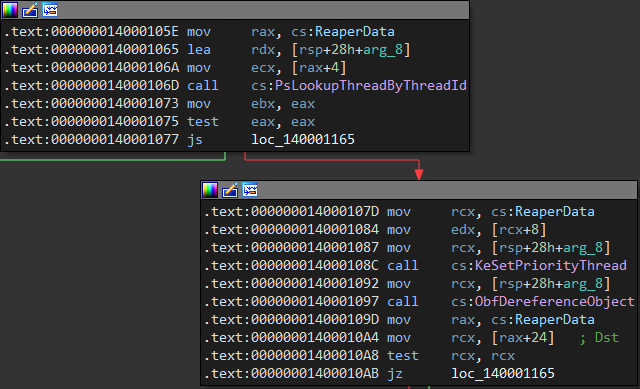 .text:000000014000105E mov rax, cs:ReaperData
.text:0000000140001065 lea rdx, [rsp+28h+arg_8]
.text:000000014000106A mov ecx, [rax+4]
.text:000000014000106D call cs:PsLookupThreadByThreadId
.text:0000000140001073 mov ebx, eax
.text:0000000140001075 test eax, eax
.text:0000000140001077 js loc_140001165
.text:000000014000107D mov rcx, cs:ReaperData
.text:0000000140001084 mov edx, [rcx+8]
.text:0000000140001087 mov rcx, [rsp+28h+arg_8]
.text:000000014000108C call cs:KeSetPriorityThread
.text:0000000140001092 mov rcx, [rsp+28h+arg_8]
.text:0000000140001097 call cs:ObfDereferenceObject
.text:000000014000109D mov rax, cs:ReaperData
.text:00000001400010A4 mov rcx, [rax+24] ; Dst
.text:00000001400010A8 test rcx, rcx
.text:00000001400010AB jz loc_140001165